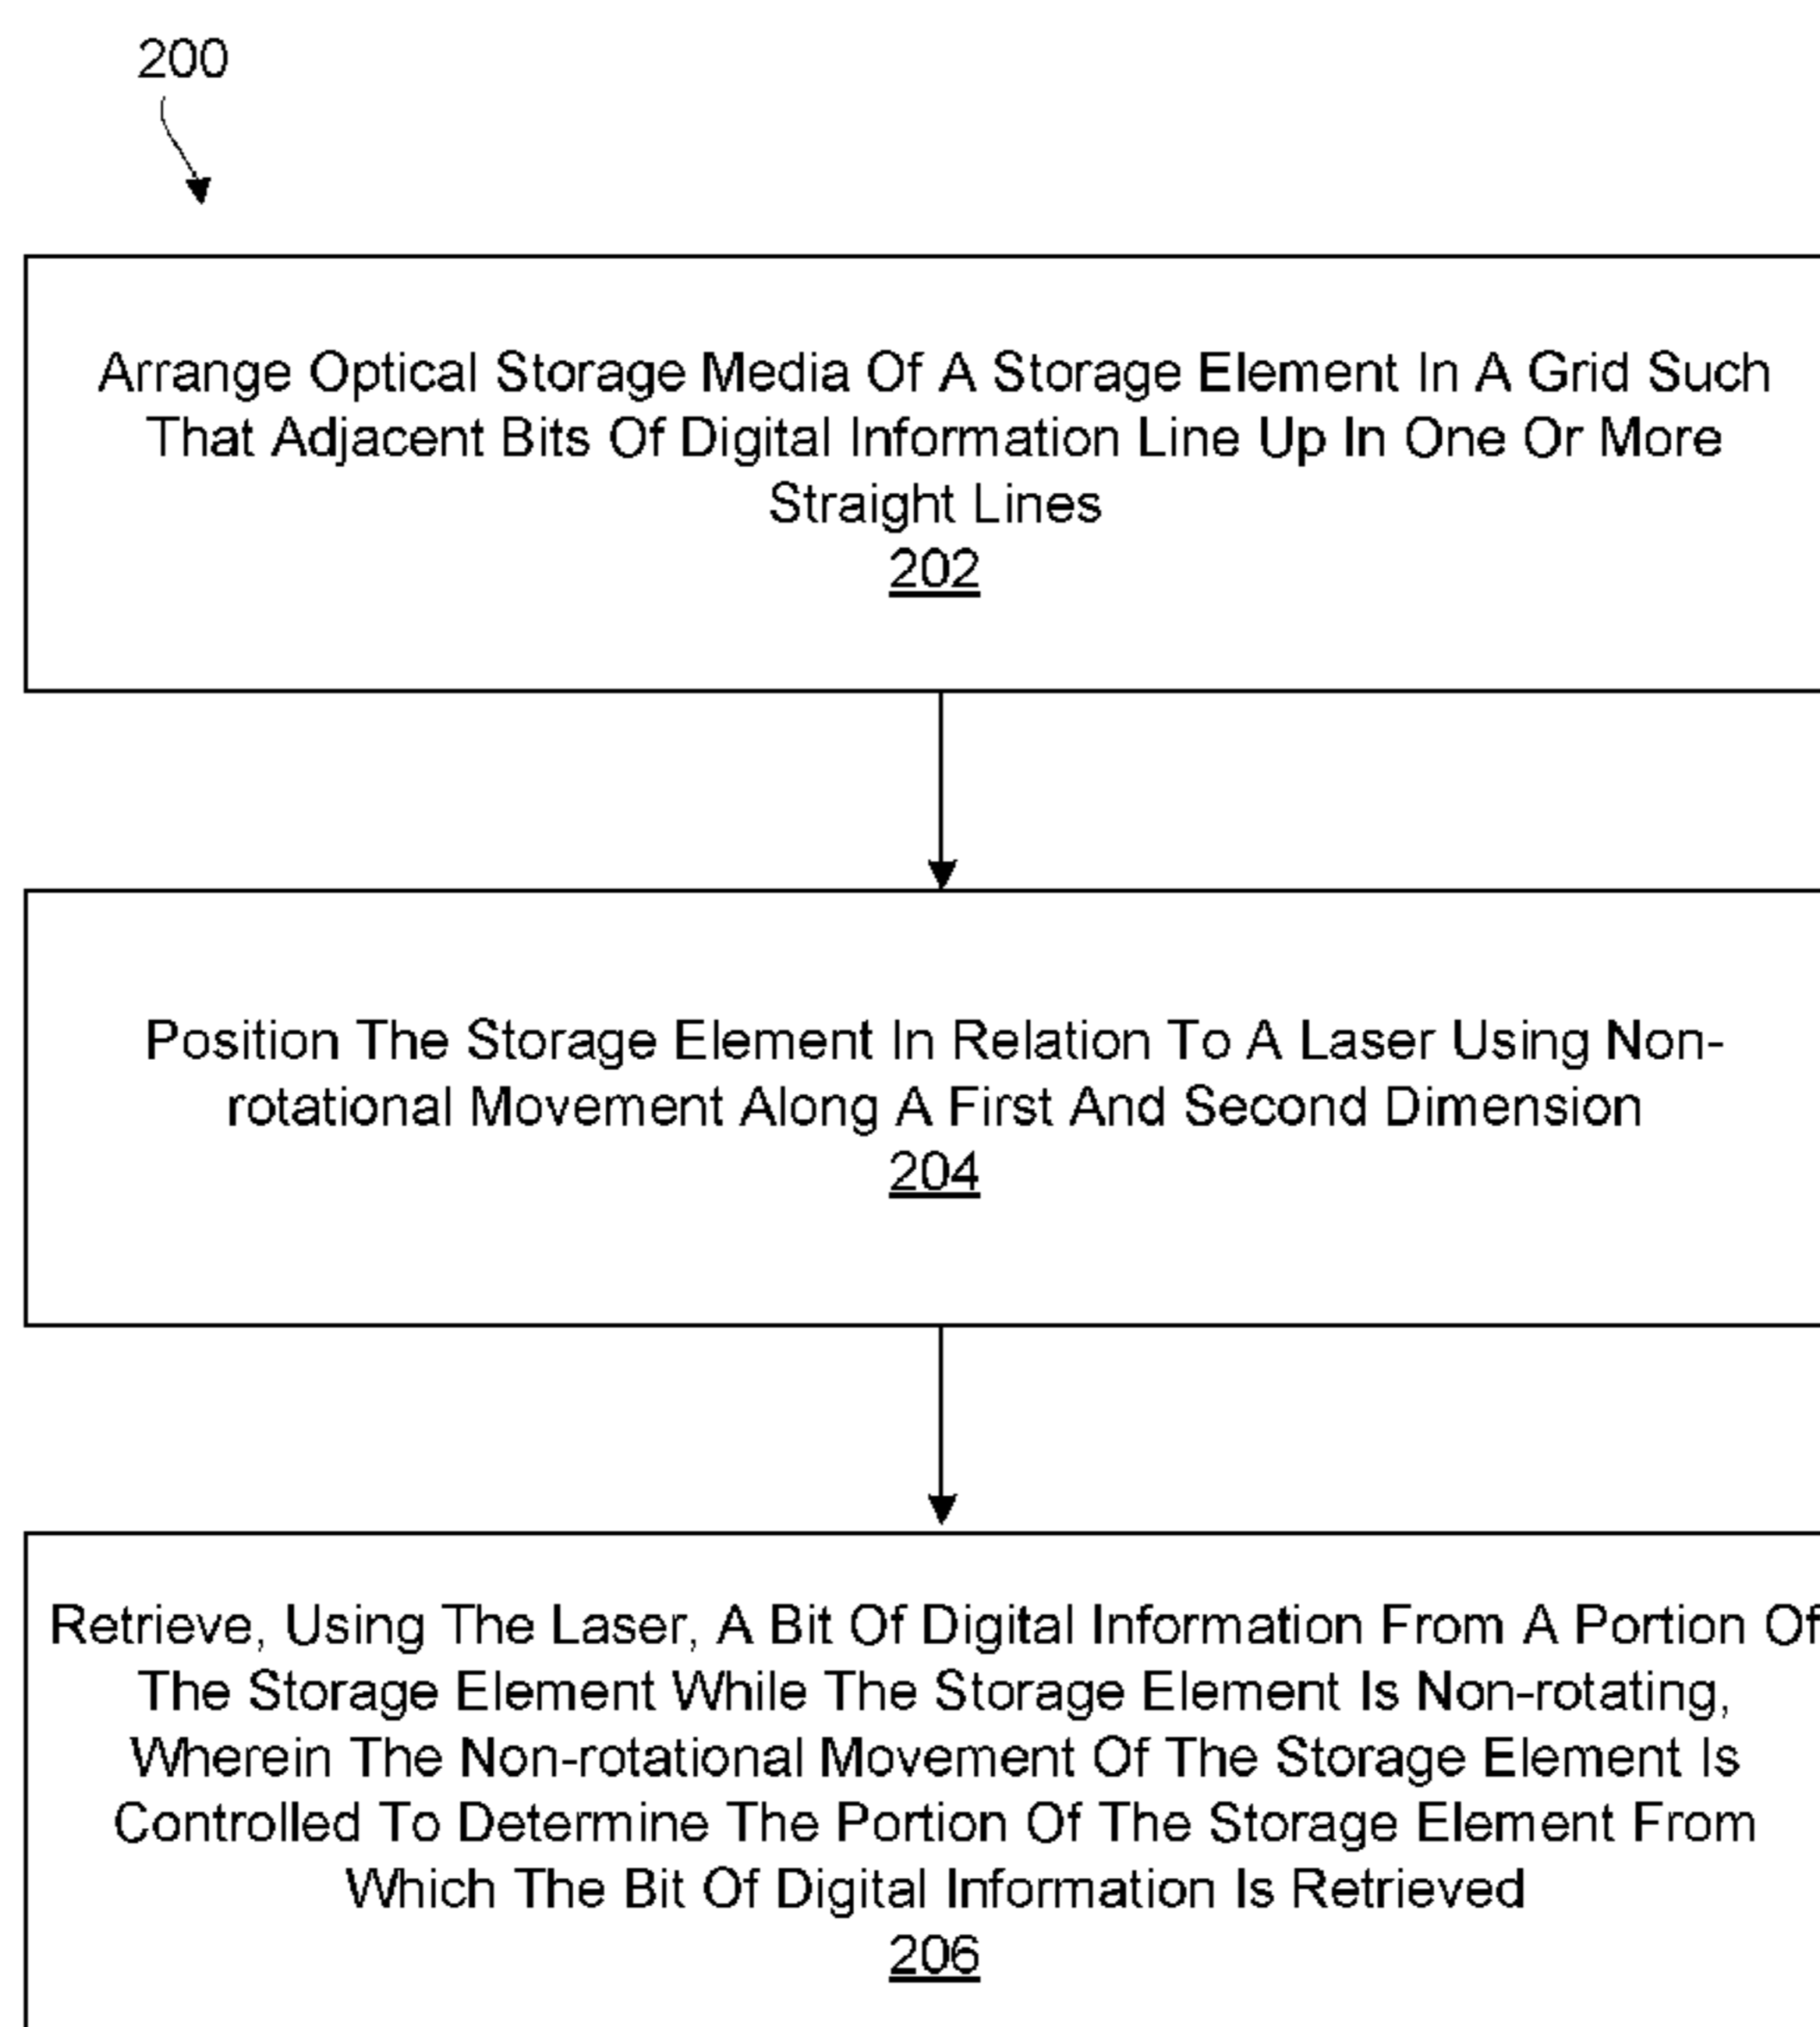 200
Arrange Optical Storage Media Of A Storage Element In A Grid Such
That Adjacent Bits Of Digital Information Line Up In One Or More
Straight Lines
202
Position The Storage Element In Relation To A Laser Using Non-
rotational Movement Along A First And Second Dimension
204
Retrieve, Using The Laser, A Bit Of Digital Information From A Portion Of
The Storage Element While The Storage Element Is Non-rotating,
Wherein The Non-rotational Movement Of The Storage Element Is
Controlled To Determine The Portion Of The Storage Element From
Which The Bit Of Digital Information Is Retrieved
206